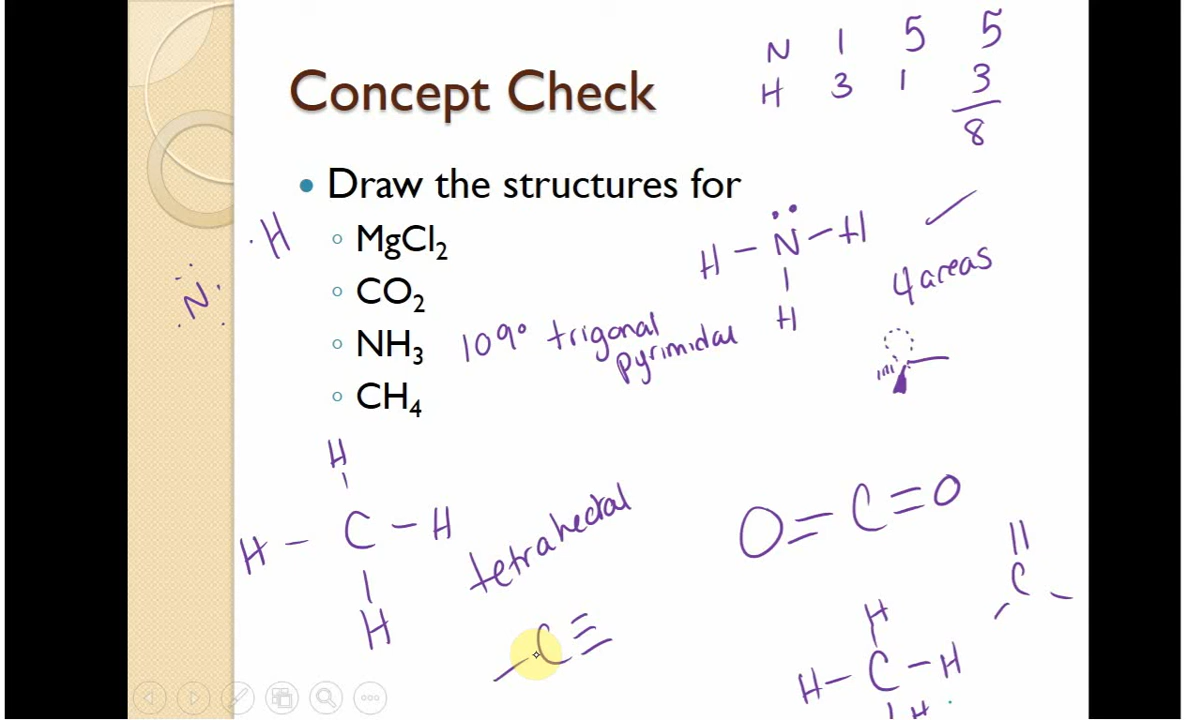 N 1 5 5
H 3 1 3
8
Concept Check
Draw the structures for
MgCl₂
CO₂
NH₃
CH₄
·H
N
H – N – H
H
4 areas
109° trigonal
pyrimidal
H
H – C – H
H
tetrahedral
O = C = O
C
– C ≡
H
H – C – H
H